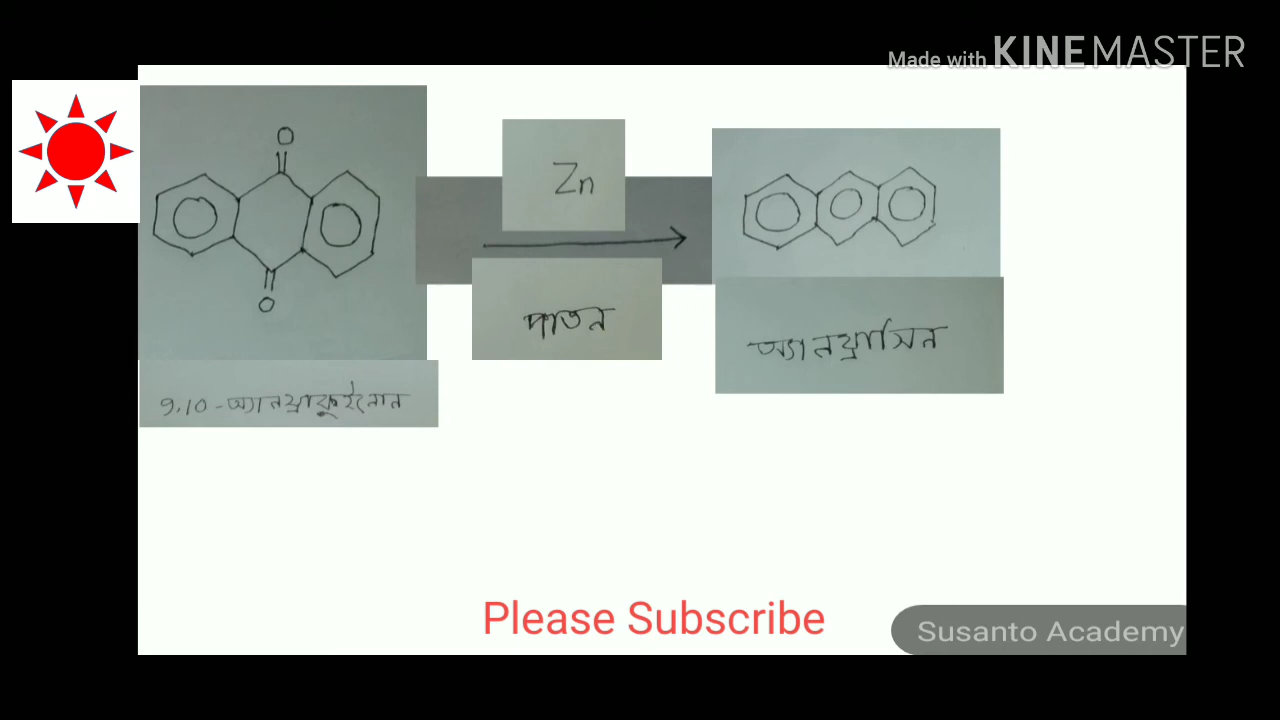 Made with KINEMASTER
O
Zn
O
পাতন
অ্যানথ্রাসিন
9,10-অ্যানথ্রাকুইনোন
Please Subscribe
Susanto Academy